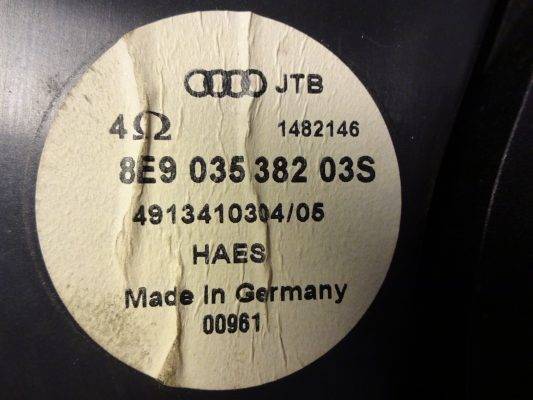 JTB
4Ω 1482146
8E9 035 382 03S
4913410304/05
HAES
Made In Germany
00961